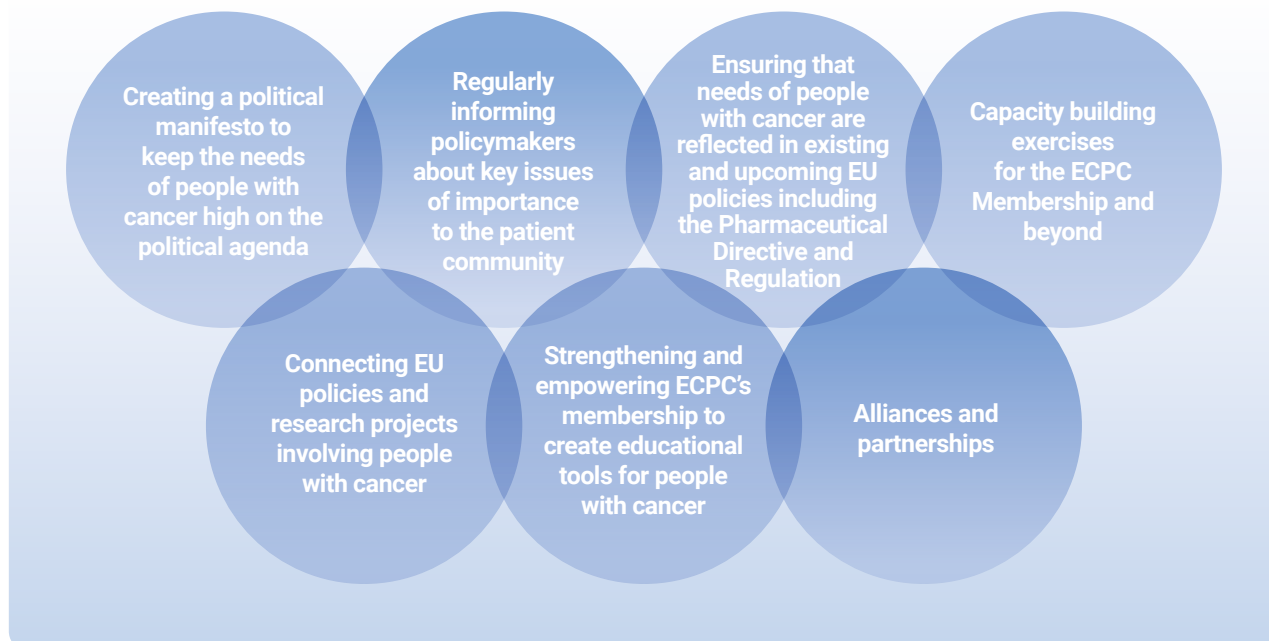 Creating a political
manifesto to
keep the needs
of people with
cancer high on the
political agenda
Regularly
informing
policymakers
about key issues
of importance
to the patient
community
Ensuring that
needs of people
with cancer are
reflected in existing
and upcoming EU
policies including
the Pharmaceutical
Directive and
Regulation
Capacity building
exercises
for the ECPC
Membership and
beyond
Connecting EU
policies and
research projects
involving people
with cancer
Strengthening and
empowering ECPC’s
membership to
create educational
tools for people
with cancer
Alliances and
partnerships